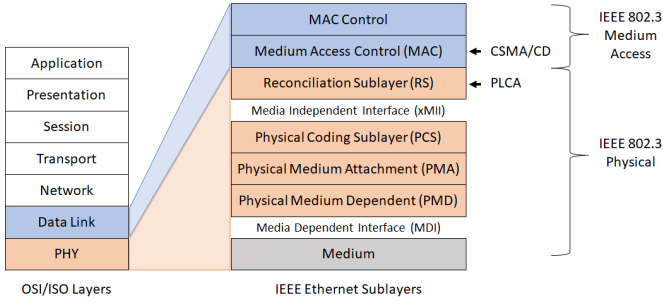 Application
Presentation
Session
Transport
Network
Data Link
PHY
OSI/ISO Layers
MAC Control
Medium Access Control (MAC)
Reconciliation Sublayer (RS)
Media Independent Interface (xMII)
Physical Coding Sublayer (PCS)
Physical Medium Attachment (PMA)
Physical Medium Dependent (PMD)
Media Dependent Interface (MDI)
Medium
IEEE Ethernet Sublayers
CSMA/CD
PLCA
IEEE 802.3
Medium
Access
IEEE 802.3
Physical